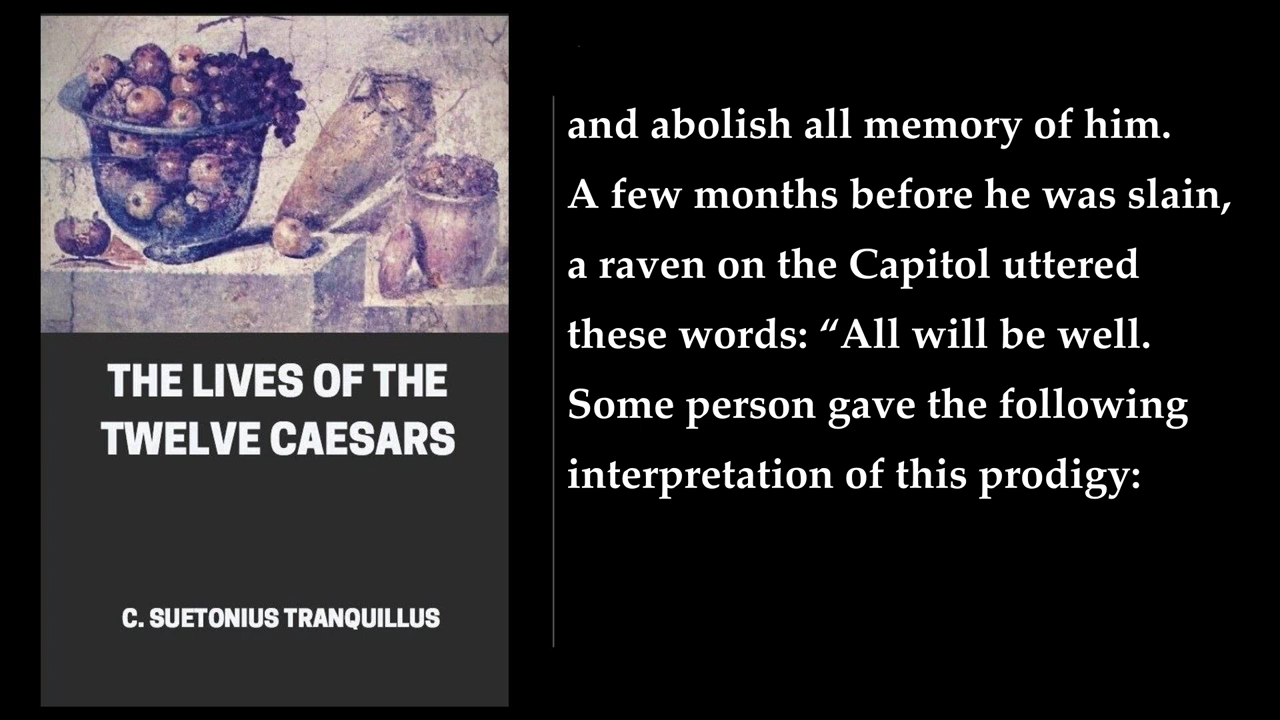 THE LIVES OF THE
TWELVE CAESARS
C. SUETONIUS TRANQUILLUS
and abolish all memory of him.
A few months before he was slain,
a raven on the Capitol uttered
these words: “All will be well.
Some person gave the following
interpretation of this prodigy: